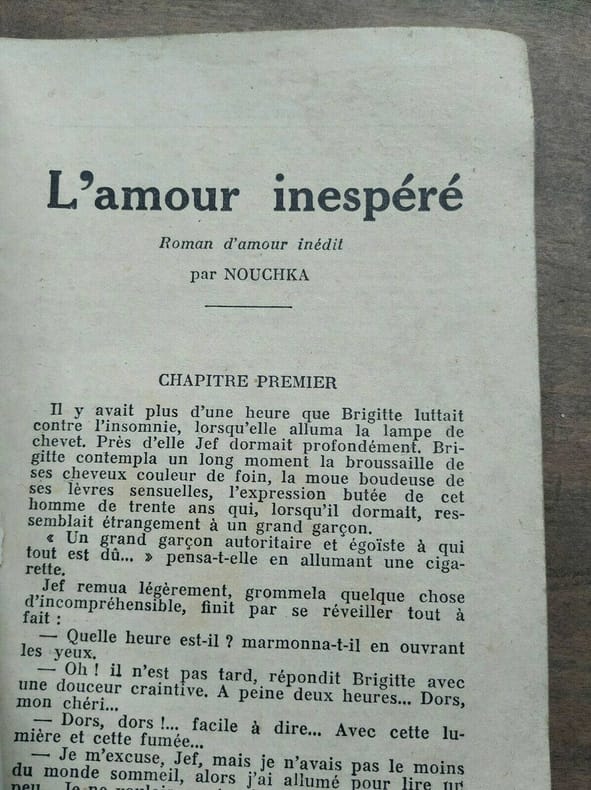 L'amour inespéré
Roman d'amour inédit
par NOUCHKA
CHAPITRE PREMIER
Il y avait plus d'une heure que Brigitte luttait
contre l'insomnie, lorsqu'elle alluma la lampe de
chevet. Près d'elle Jef dormait profondément. Bri-
gitte contempla un long moment la broussaille de
ses cheveux couleur de foin, la moue boudeuse de
ses lèvres sensuelles, l'expression butée de cet
homme de trente ans qui, lorsqu'il dormait, res-
semblait étrangement à un grand garçon.
« Un grand garçon autoritaire et égoïste à qui
tout est dû... » pensa-t-elle en allumant une ciga-
rette.
Jef remua légèrement, grommela quelque chose
d'incompréhensible, finit par se réveiller tout à
fait :
— Quelle heure est-il ? marmonna-t-il en ouvrant
les yeux.
— Oh ! il n'est pas tard, répondit Brigitte avec
une douceur craintive. A peine deux heures... Dors,
mon chéri...
— Dors, dors !... facile à dire... Avec cette lu-
mière et cette fumée...
— Je m'excuse, Jef, mais je n'avais pas le moins
du monde sommeil, alors j'ai allumé pour lire un
peu. Je ne